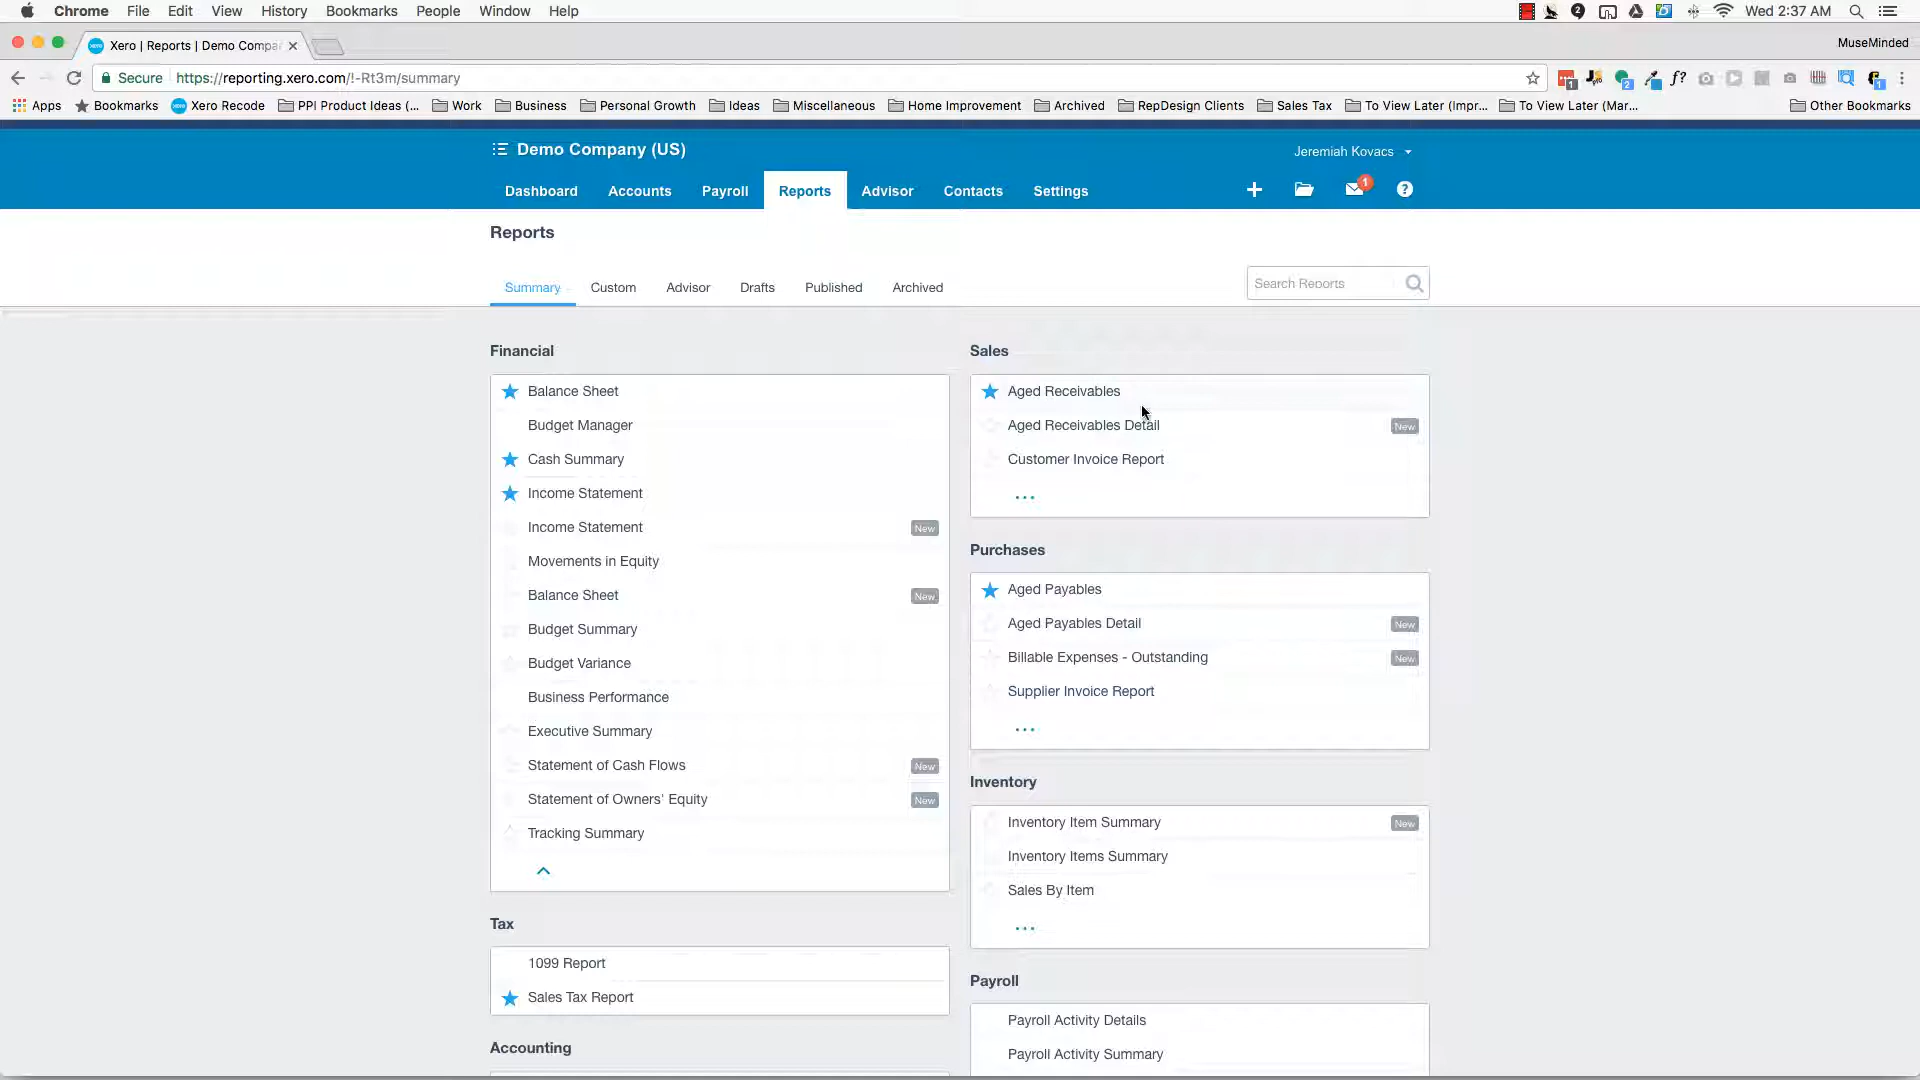 Chrome File Edit View History Bookmarks People Window Help
2 Wed 2:37 AM
Xero | Reports | Demo Compa
MuseMinded
Secure https://reporting.xero.com/!-Rt3m/summary
1 2 f? 1
Apps Bookmarks Xero Recode PPI Product Ideas (... Work Business Personal Growth Ideas Miscellaneous Home Improvement Archived RepDesign Clients Sales Tax To View Later (Impr... To View Later (Mar... Other Bookmarks
Demo Company (US)
Jeremiah Kovacs
Dashboard Accounts Payroll Reports Advisor Contacts Settings
1 ?
Reports
Summary Custom Advisor Drafts Published Archived
Search Reports
Financial
Balance Sheet
Budget Manager
Cash Summary
Income Statement
Income Statement New
Movements in Equity
Balance Sheet New
Budget Summary
Budget Variance
Business Performance
Executive Summary
Statement of Cash Flows New
Statement of Owners' Equity New
Tracking Summary
Tax
1099 Report
Sales Tax Report
Accounting
Sales
Aged Receivables
Aged Receivables Detail New
Customer Invoice Report
...
Purchases
Aged Payables
Aged Payables Detail New
Billable Expenses - Outstanding New
Supplier Invoice Report
...
Inventory
Inventory Item Summary New
Inventory Items Summary
Sales By Item
...
Payroll
Payroll Activity Details
Payroll Activity Summary